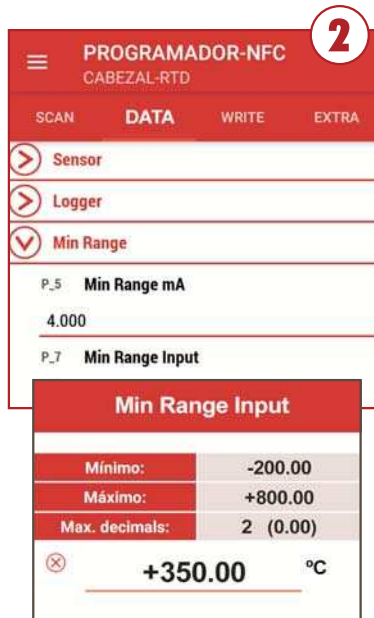 2
PROGRAMADOR-NFC
CABEZAL-RTD
SCAN DATA WRITE EXTRA
Sensor
Logger
Min Range
P_5 Min Range mA
4.000
P_7 Min Range Input
Min Range Input
Mínimo: -200.00
Máximo: +800.00
Max. decimals: 2 (0.00)
+350.00 ºC